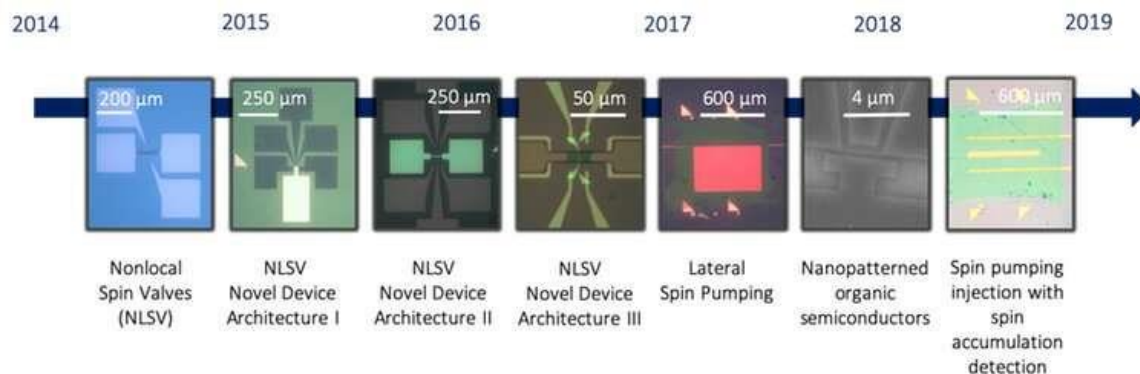 2014 2015 2016 2017 2018 2019
200 μm 250 μm 250 μm 50 μm 600 μm 4 μm 600 μm
Nonlocal
Spin Valves
(NLSV)
NLSV
Novel Device
Architecture I
NLSV
Novel Device
Architecture II
NLSV
Novel Device
Architecture III
Lateral
Spin Pumping
Nanopatterned
organic
semiconductors
Spin pumping
injection with
spin
accumulation
detection